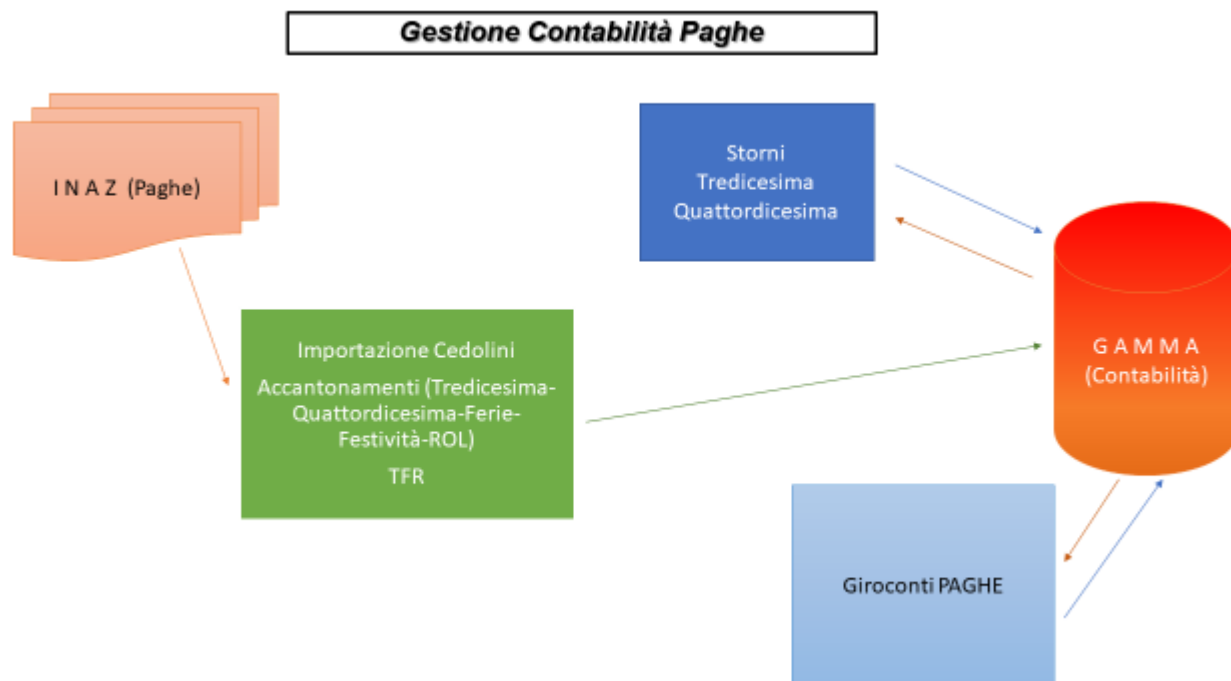 Gestione Contabilità Paghe
I N A Z (Paghe)
Storni
Tredicesima
Quattordicesima
Importazione Cedolini
Accantonamenti (Tredicesima-
Quattordicesima-Ferie-
Festività-ROL)
TFR
G A M M A
(Contabilità)
Giroconti PAGHE